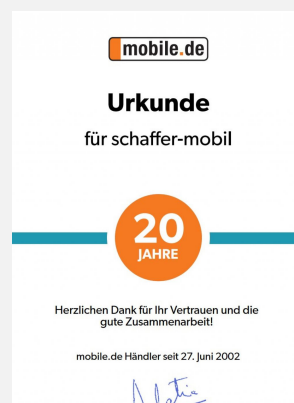 mobile.de
Urkunde
für schaffer-mobil
20
JAHRE
Herzlichen Dank für Ihr Vertrauen und die
gute Zusammenarbeit!
mobile.de Händler seit 27. Juni 2002